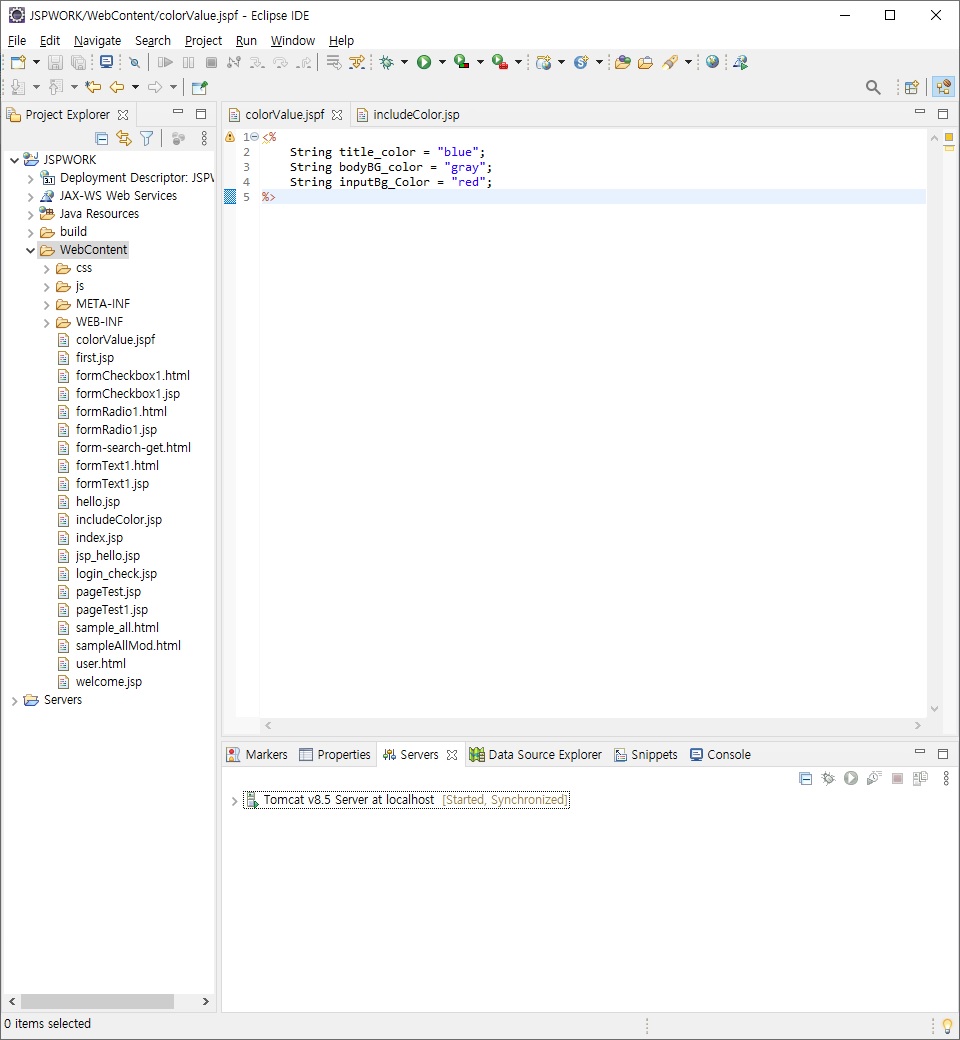 JSPWORK/WebContent/colorValue.jspf - Eclipse IDE
File Edit Navigate Search Project Run Window Help
Project Explorer
JSPWORK
Deployment Descriptor: JSPV
JAX-WS Web Services
Java Resources
build
WebContent
css
js
META-INF
WEB-INF
colorValue.jspf
first.jsp
formCheckbox1.html
formCheckbox1.jsp
formRadio1.html
formRadio1.jsp
form-search-get.html
formText1.html
formText1.jsp
hello.jsp
includeColor.jsp
index.jsp
jsp_hello.jsp
login_check.jsp
pageTest.jsp
pageTest1.jsp
sample_all.html
sampleAllMod.html
user.html
welcome.jsp
Servers
colorValue.jspf includeColor.jsp
1 <%
2 String title_color = "blue";
3 String bodyBG_color = "gray";
4 String inputBg_Color = "red";
5 %>
Markers Properties Servers Data Source Explorer Snippets Console
Tomcat v8.5 Server at localhost [Started, Synchronized]
0 items selected